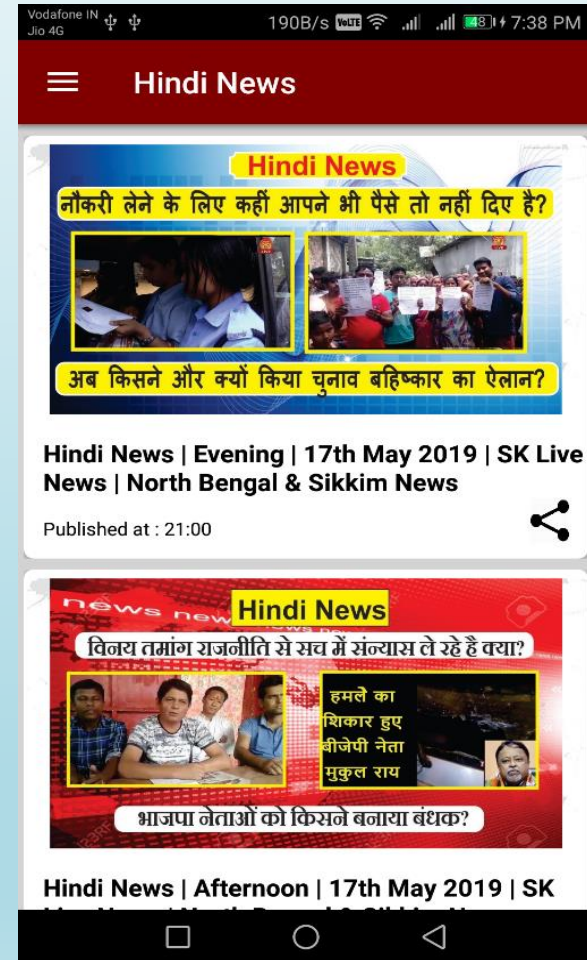 Vodafone IN
Jio 4G
190B/s VoLTE 48 7:38 PM
Hindi News
Hindi News
नौकरी लेने के लिए कहीं आपने भी पैसे तो नहीं दिए है?
अब किसने और क्यों किया चुनाव बहिष्कार का ऐलान?
Hindi News | Evening | 17th May 2019 | SK Live
News | North Bengal & Sikkim News
Published at : 21:00
news new
Hindi News
विनय तमांग राजनीति से सच में संन्यास ले रहे है क्या?
हमले का
शिकार हुए
बीजेपी नेता
मुकुल राय
भाजपा नेताओं को किसने बनाया बंधक?
Hindi News | Afternoon | 17th May 2019 | SK